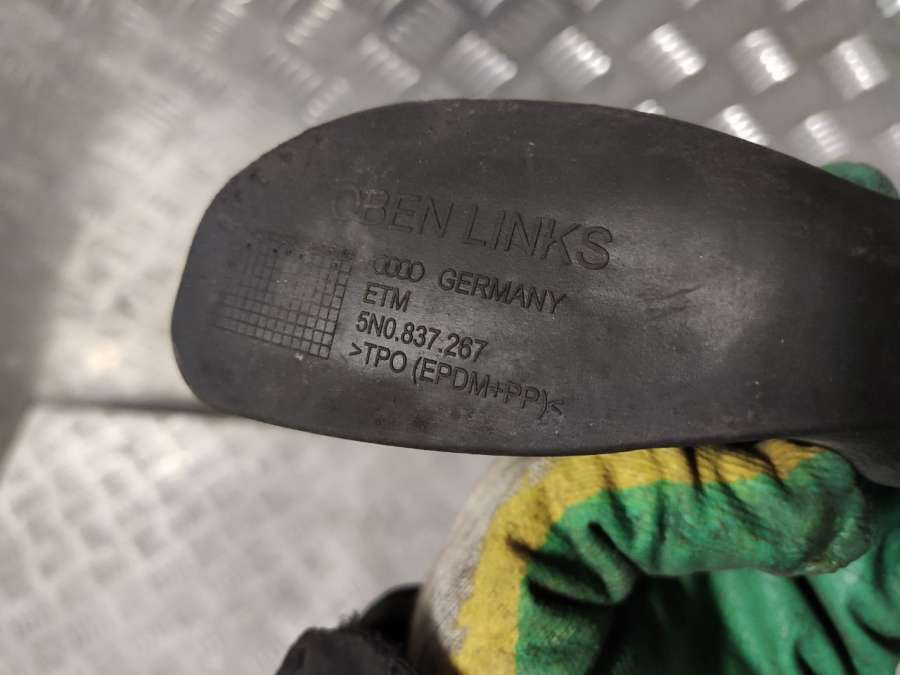 OBEN LINKS
GERMANY
ETM
5N0.837.267
>TPO (EPDM+PP)<